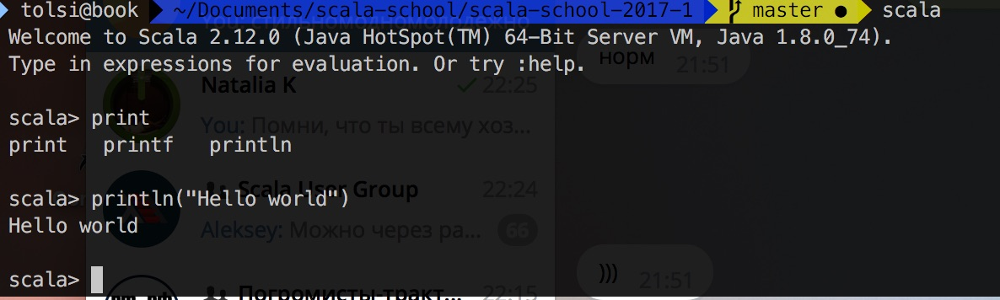 tolsi@book ~/Documents/scala-school/scala-school-2017-1 master ● scala
You: стильномодномолодежно
Welcome to Scala 2.12.0 (Java HotSpot(TM) 64-Bit Server VM, Java 1.8.0_74).
Type in expressions for evaluation. Or try :help.
норм 21:51
Natalia K 22:25
You: Помни, что ты всему хоз...
scala> print
print printf println
Scala User Group 22:24
scala> println("Hello world")
Hello world
Aleksey: Можно через ра... 66
scala>
))) 21:51
Погромисты-тракт... 22:15